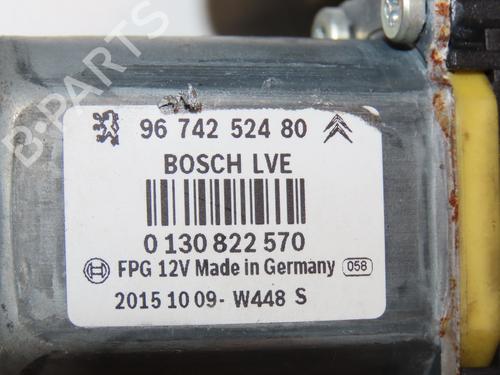 B-PARTS
96 742 524 80
BOSCH LVE
0 130 822 570
FPG 12V Made in Germany 058
2015 10 09- W448 S